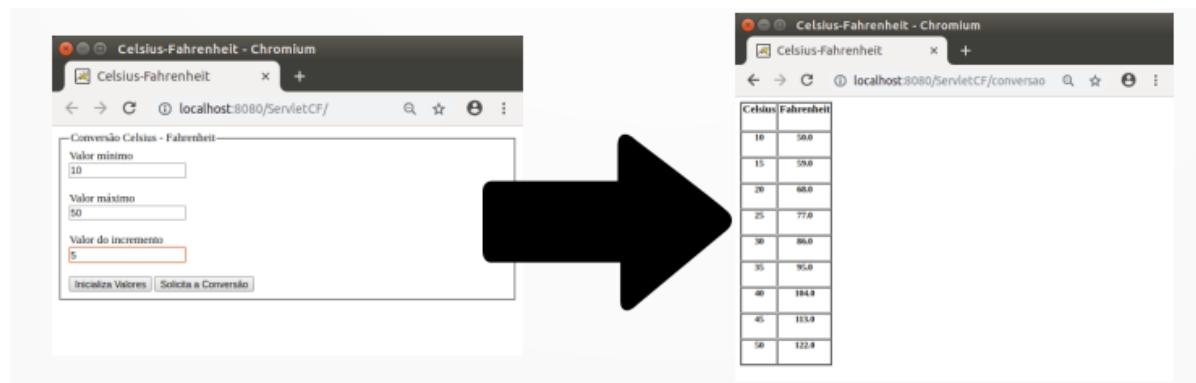 Celsius-Fahrenheit - Chromium
Celsius-Fahrenheit × +
localhost:8080/ServletCF/
Conversão Celsius - Fahrenheit
Valor mínimo
10
Valor máximo
50
Valor do incremento
5
Inicializa Valores Solicita a Conversão
Celsius-Fahrenheit - Chromium
Celsius-Fahrenheit × +
localhost:8080/ServletCF/conversao
Celsius Fahrenheit
10 50.0
15 59.0
20 68.0
25 77.0
30 86.0
35 95.0
40 104.0
45 113.0
50 122.0